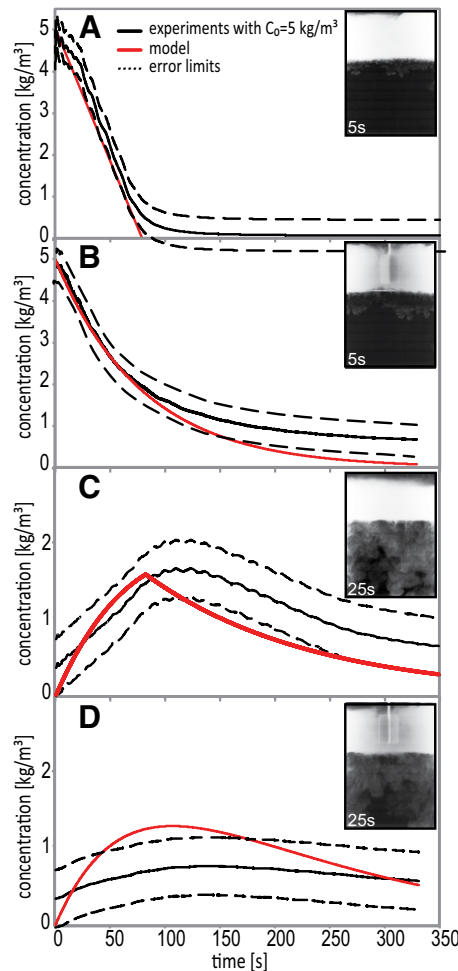 A
experiments with C₀=5 kg/m³
model
error limits
concentration [kg/m³]
5
4
3
2
1
0
5s
B
concentration [kg/m³]
5
4
3
2
1
0
5s
C
concentration [kg/m³]
2
1
0
25s
D
concentration [kg/m³]
2
1
0
25s
0 50 100 150 200 250 300 350
time [s]